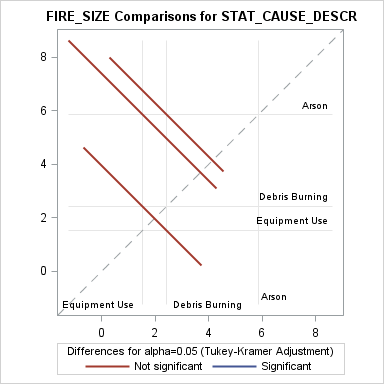 FIRE_SIZE Comparisons for STAT_CAUSE_DESCR
8
6
4
2
0
Arson
Debris Burning
Equipment Use
Equipment Use
Debris Burning
Arson
0
2
4
6
8
Differences for alpha=0.05 (Tukey-Kramer Adjustment)
Not significant
Significant